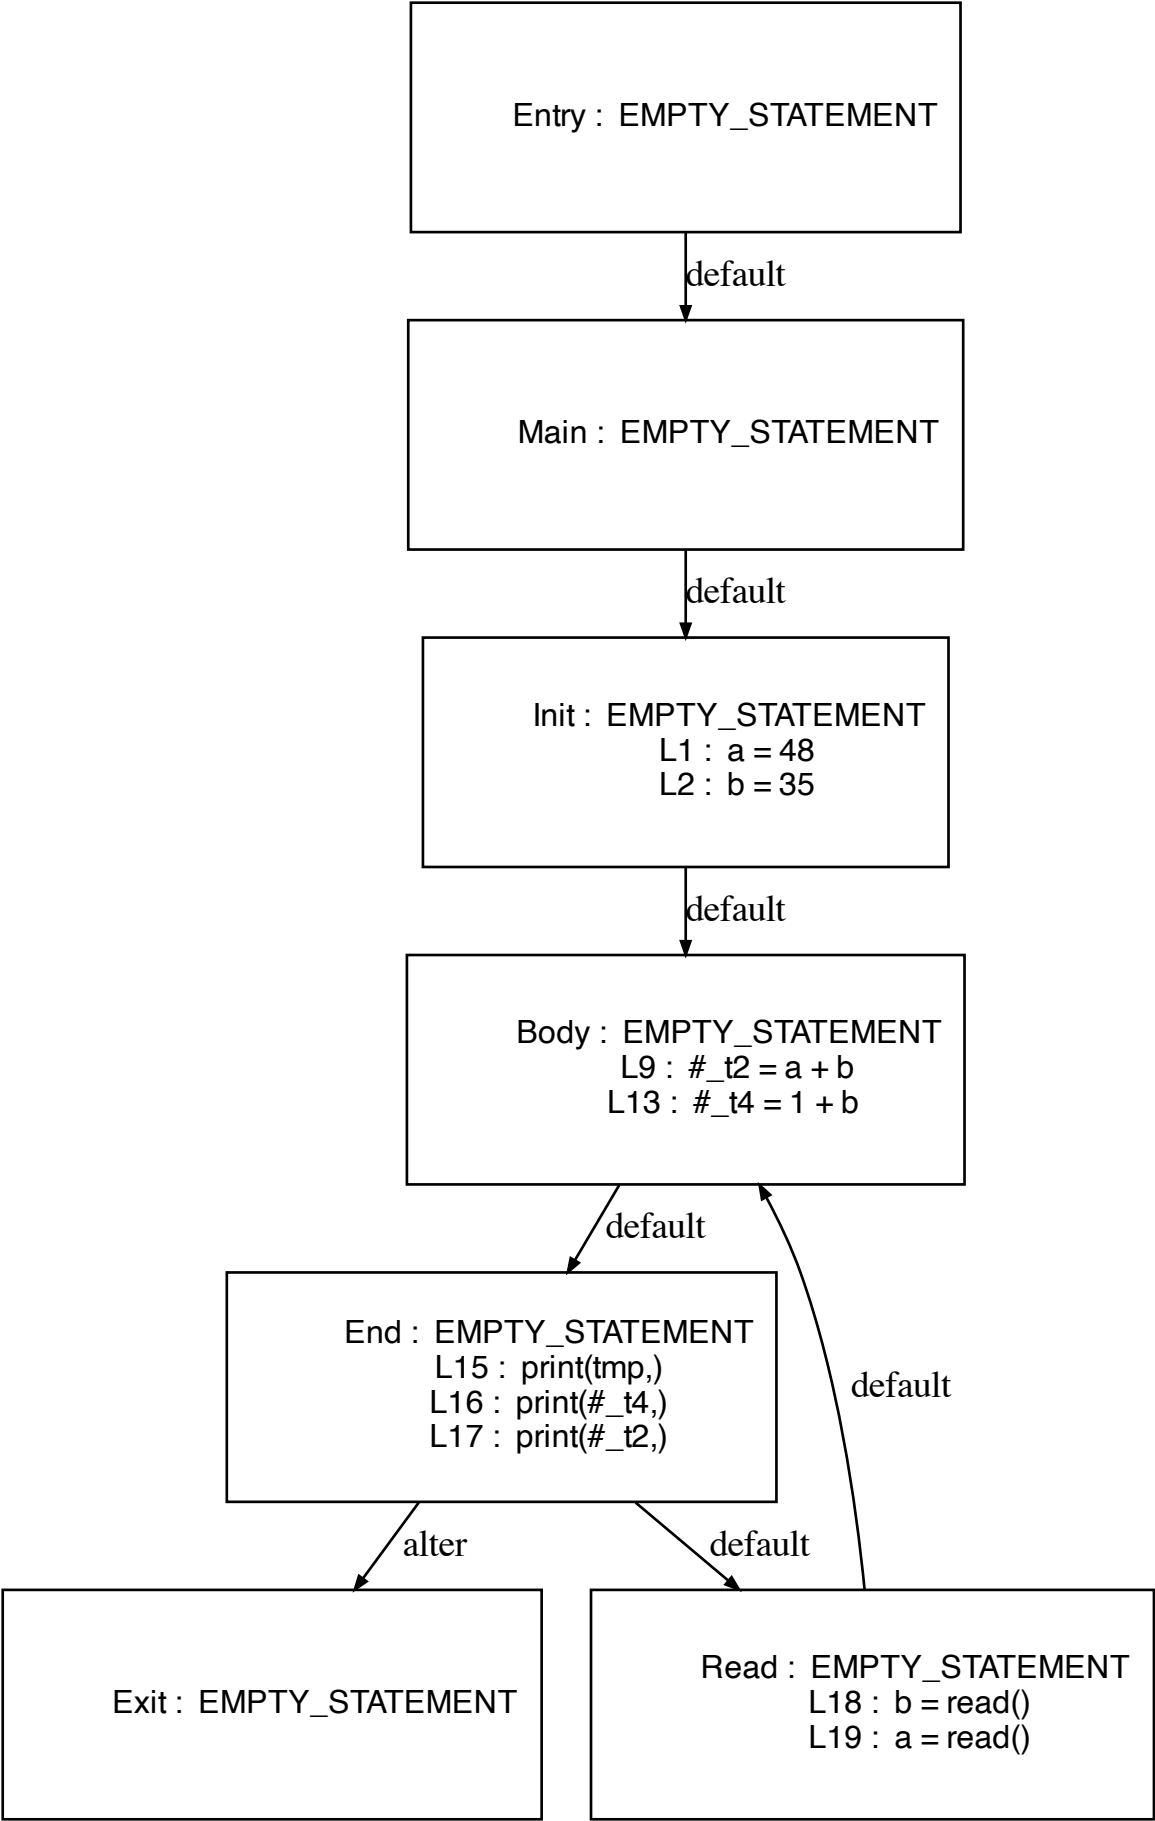 Entry :  EMPTY_STATEMENT
default
Main :  EMPTY_STATEMENT
default
Init :  EMPTY_STATEMENT
L1 :  a = 48
L2 :  b = 35
default
Body :  EMPTY_STATEMENT
L9 :  #_t2 = a + b
L13 :  #_t4 = 1 + b
default
End :  EMPTY_STATEMENT
L15 :  print(tmp,)
L16 :  print(#_t4,)
L17 :  print(#_t2,)
default
alter
default
Exit :  EMPTY_STATEMENT
Read :  EMPTY_STATEMENT
L18 :  b = read()
L19 :  a = read()